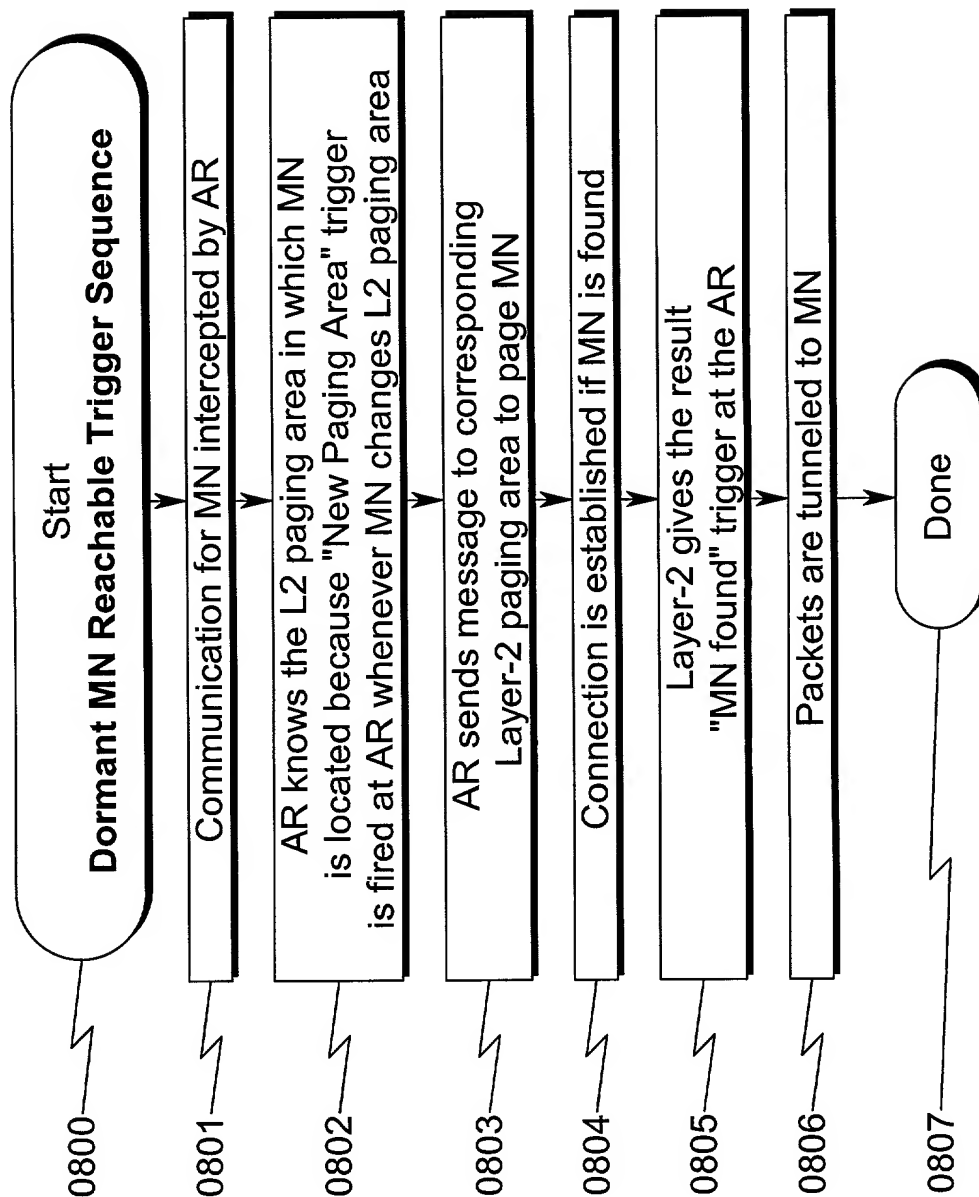 0800
Start
Dormant MN Reachable Trigger Sequence
0801
Communication for MN intercepted by AR
0802
AR knows the L2 paging area in which MN
is located because "New Paging Area" trigger
is fired at AR whenever MN changes L2 paging area
0803
AR sends message to corresponding
Layer-2 paging area to page MN
0804
Connection is established if MN is found
0805
Layer-2 gives the result
"MN found" trigger at the AR
0806
Packets are tunneled to MN
0807
Done